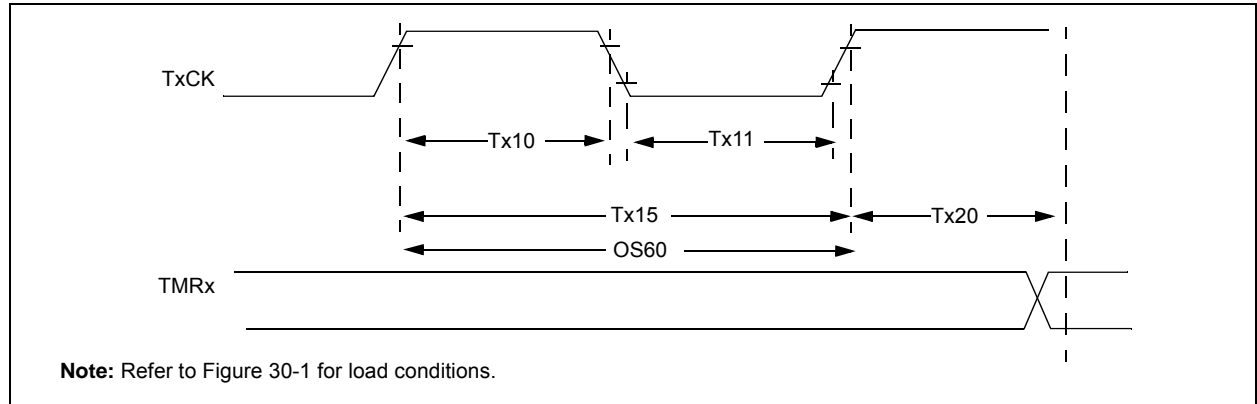 TxCK
Tx10
Tx11
Tx15
Tx20
OS60
TMRx
Note: Refer to Figure 30-1 for load conditions.